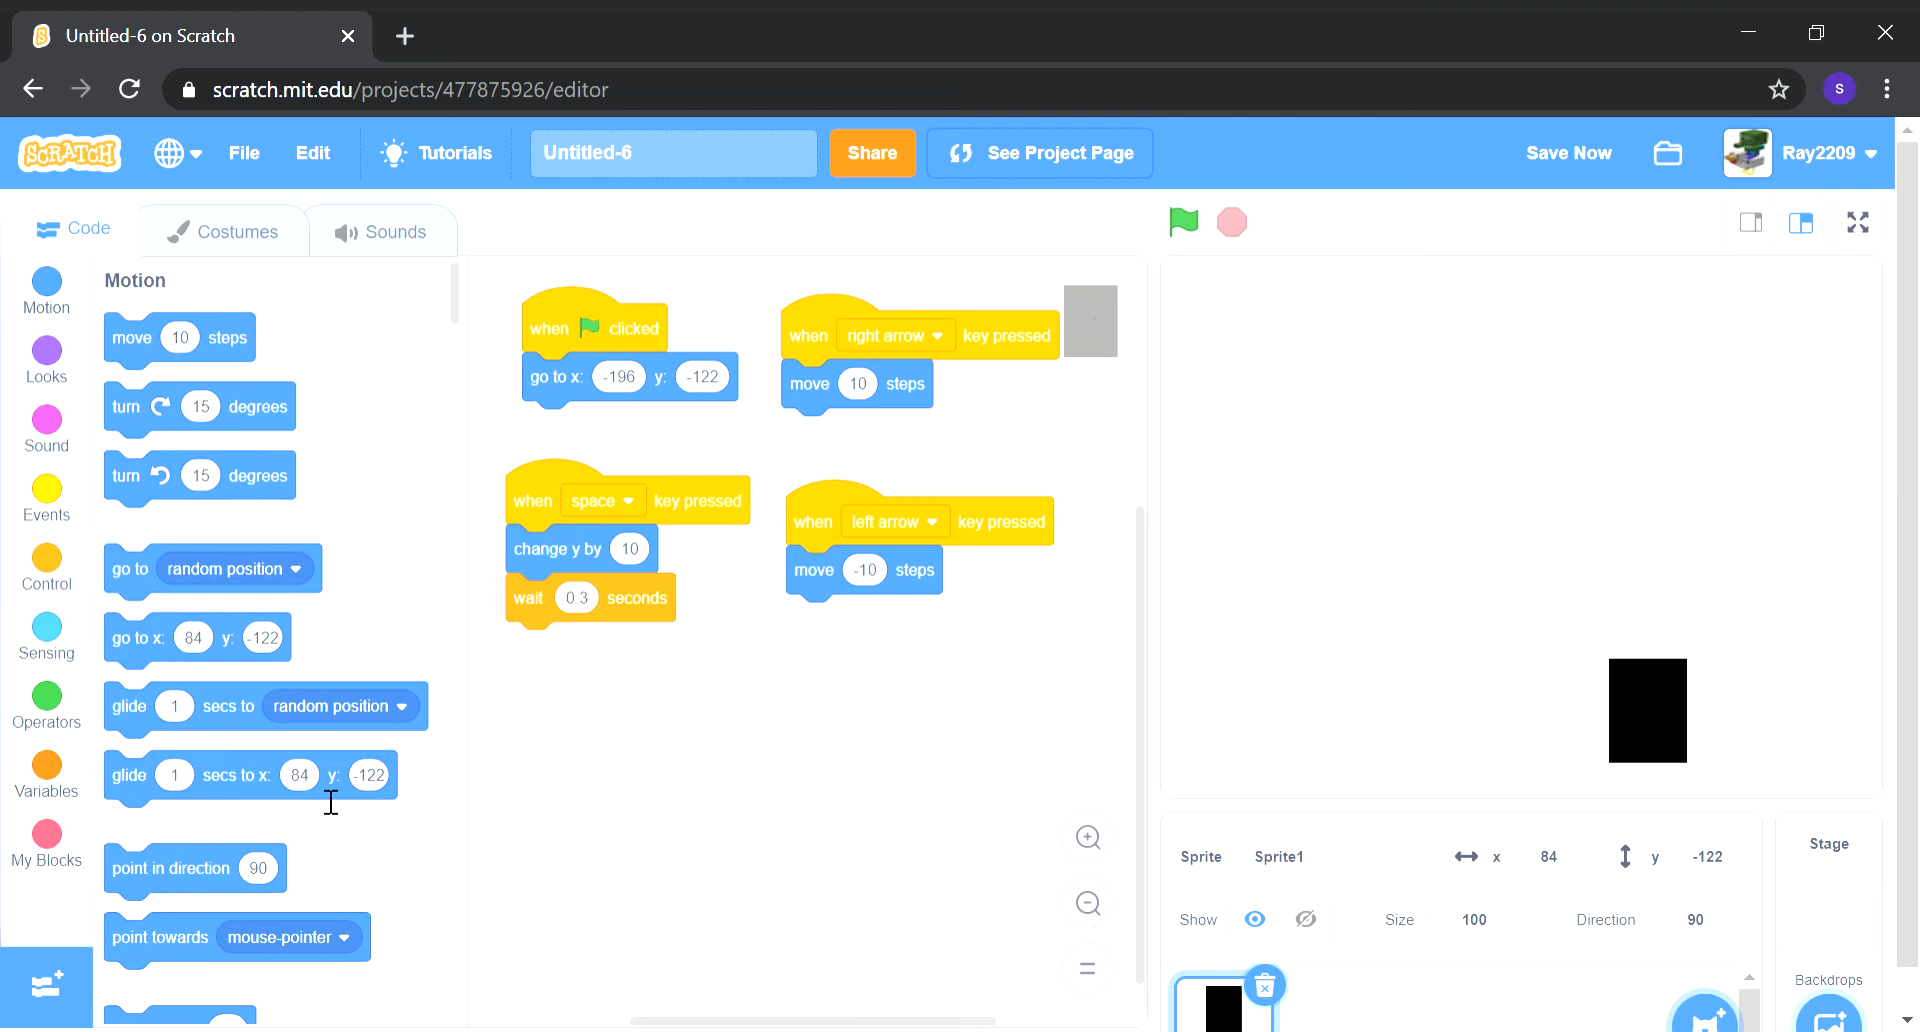 Untitled-6 on Scratch
scratch.mit.edu/projects/477875926/editor
S
SCRATCH
File
Edit
Tutorials
Untitled-6
Share
See Project Page
Save Now
Ray2209
Code
Costumes
Sounds
Motion
Looks
Sound
Events
Control
Sensing
Operators
Variables
My Blocks
Motion
move 10 steps
turn 15 degrees
turn 15 degrees
go to random position
go to x: 84 y: -122
glide 1 secs to random position
glide 1 secs to x: 84 y: -122
point in direction 90
point towards mouse-pointer
when clicked
go to x: -196 y: -122
when right arrow key pressed
move 10 steps
when space key pressed
change y by 10
wait 0.3 seconds
when left arrow key pressed
move -10 steps
Sprite Sprite1 x 84 y -122
Show Size 100 Direction 90
Stage
Backdrops